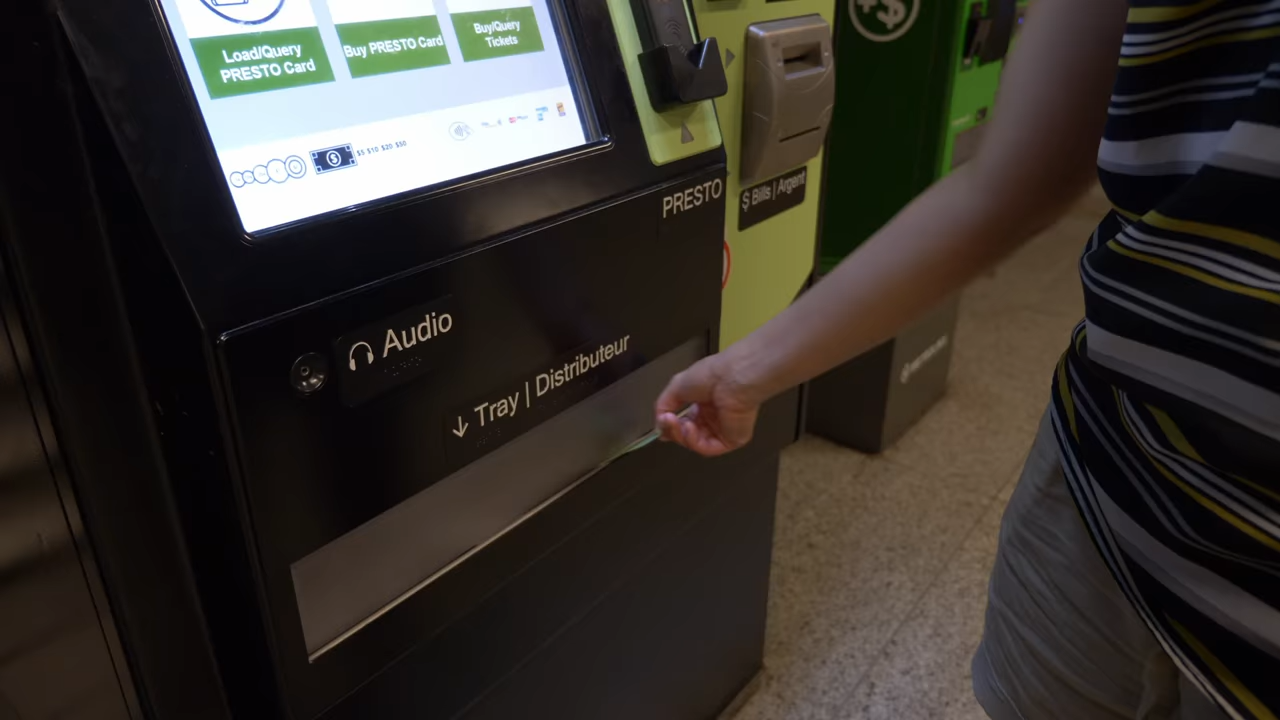 Load/Query
PRESTO Card
Buy PRESTO Card
Buy/Query
Tickets
$5 $10 $20 $50
PRESTO
$ Bills | Argent
+$
Audio
Tray | Distributeur